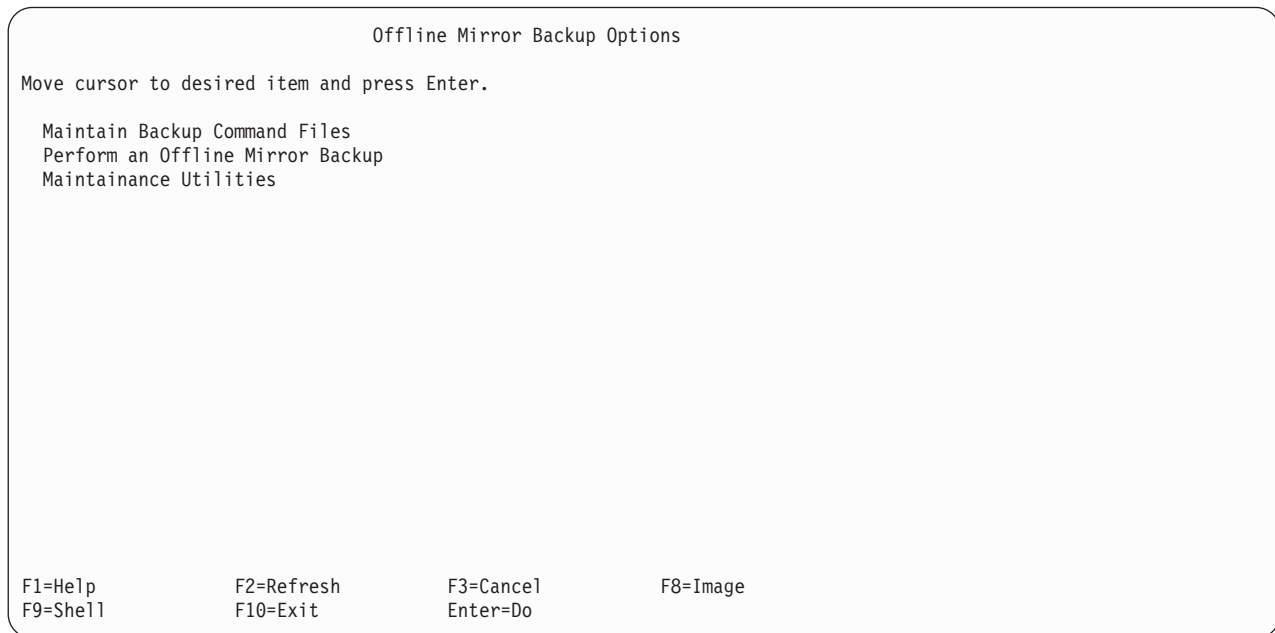 Offline Mirror Backup Options
Move cursor to desired item and press Enter.
Maintain Backup Command Files
Perform an Offline Mirror Backup
Maintainance Utilities
F1=Help F2=Refresh F3=Cancel F8=Image
F9=Shell F10=Exit Enter=Do